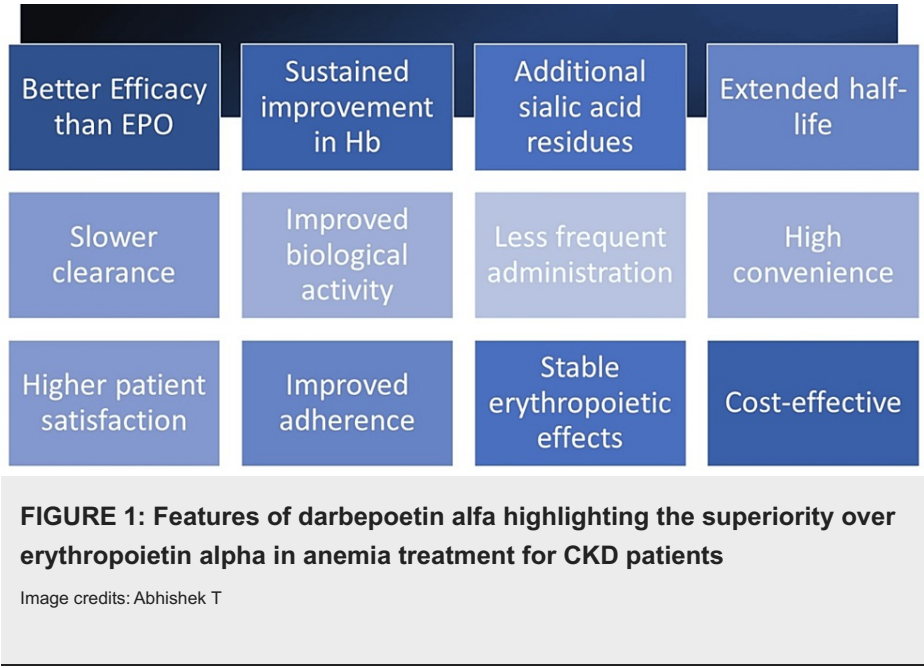 Better Efficacy
than EPO
Sustained
improvement
in Hb
Additional
sialic acid
residues
Extended half-
life
Slower
clearance
Improved
biological
activity
Less frequent
administration
High
convenience
Higher patient
satisfaction
Improved
adherence
Stable
erythropoietic
effects
Cost-effective
FIGURE 1: Features of darbepoetin alfa highlighting the superiority over
erythropoietin alpha in anemia treatment for CKD patients
Image credits: Abhishek T